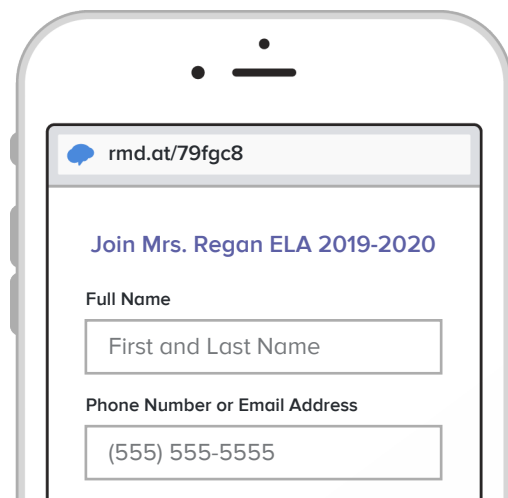 rmd.at/79fgc8
Join Mrs. Regan ELA 2019-2020
Full Name
First and Last Name
Phone Number or Email Address
(555) 555-5555